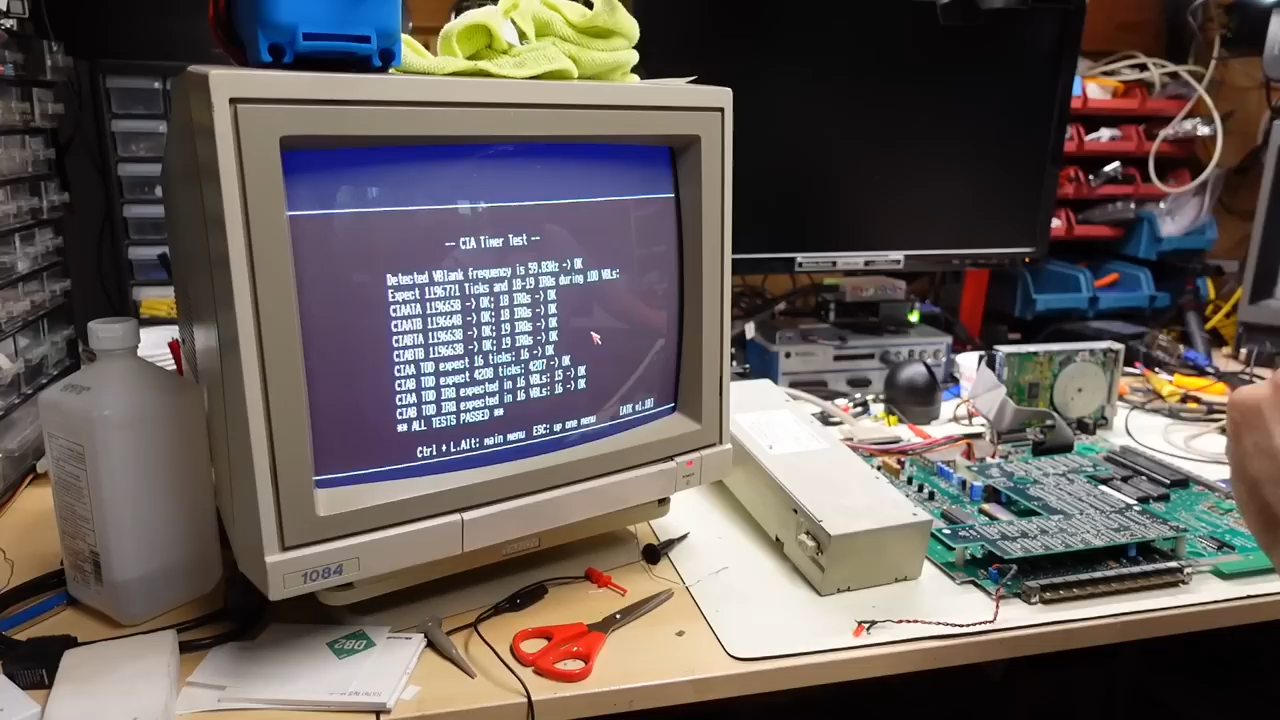 -- CIA Timer Test --
Detected VBlank frequency is 59.83Hz -> OK
Expect 1196771 Ticks and 18-19 IRQs during 100 VBLs:
CIAATA 1196658 -> OK; 18 IRQs -> OK
CIAATB 1196648 -> OK; 18 IRQs -> OK
CIABTA 1196638 -> OK; 19 IRQs -> OK
CIABTB 1196638 -> OK; 19 IRQs -> OK
CIAA TOD expect 16 ticks: 16 -> OK
CIAB TOD expect 4208 ticks: 4207 -> OK
CIAA TOD IRQ expected in 16 VBLs: 15 -> OK
CIAB TOD IRQ expected in 16 VBLs: 16 -> OK
** ALL TESTS PASSED **
Ctrl + L.Alt: main menu ESC: up one menu
1084
DB2